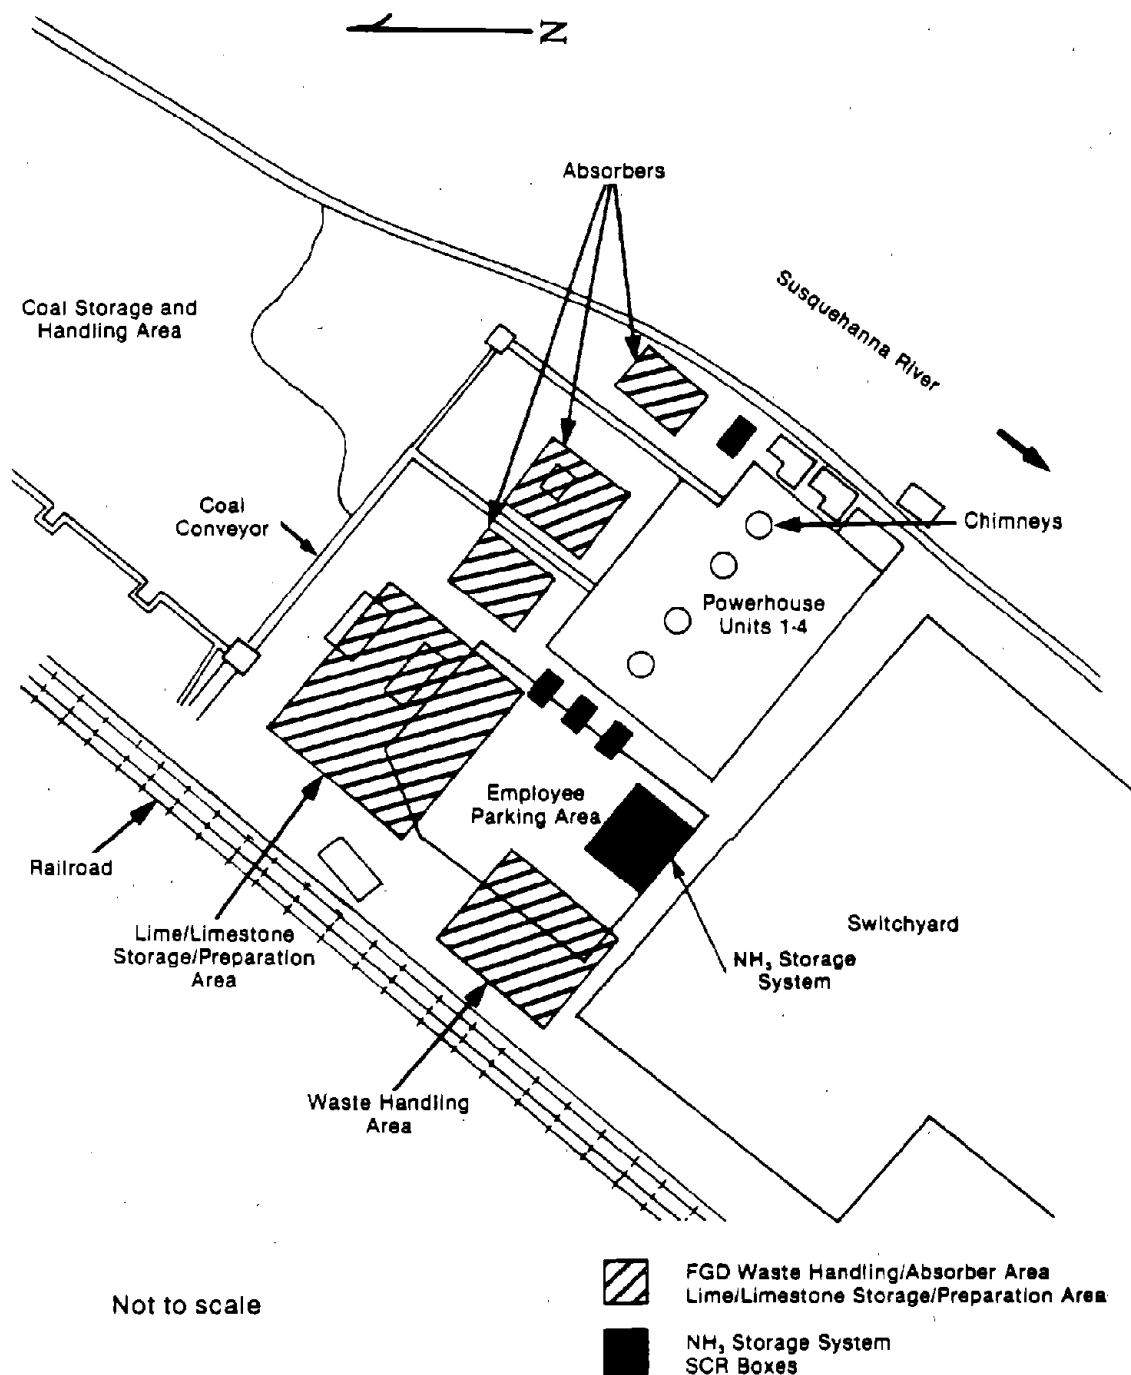 N
Absorbers
Susquehanna River
Coal Storage and
Handling Area
Coal
Conveyor
Chimneys
Powerhouse
Units 1-4
Employee
Parking Area
Railroad
Lime/Limestone
Storage/Preparation
Area
Switchyard
NH₃ Storage
System
Waste Handling
Area
Not to scale
FGD Waste Handling/Absorber Area
Lime/Limestone Storage/Preparation Area
NH₃ Storage System
SCR Boxes